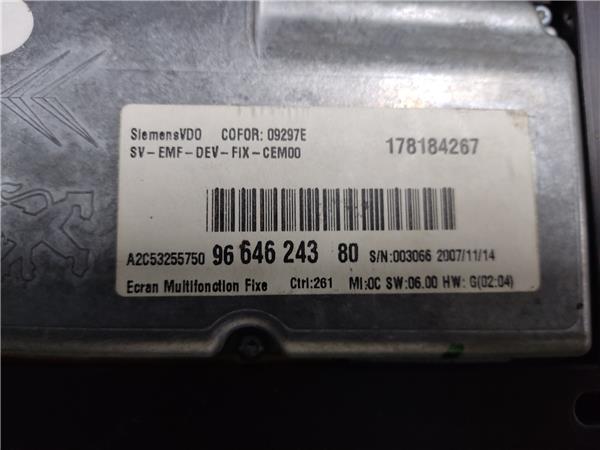 SiemensVDO COFOR: 09297E
SV-EMF-DEV-FIX-CEM00 178184267
A2C53255750 96 646 243 80 S/N:003066 2007/11/14
Ecran Multifonction Fixe Ctrl:261 MI:0C SW:06.00 HW: G(02:04)